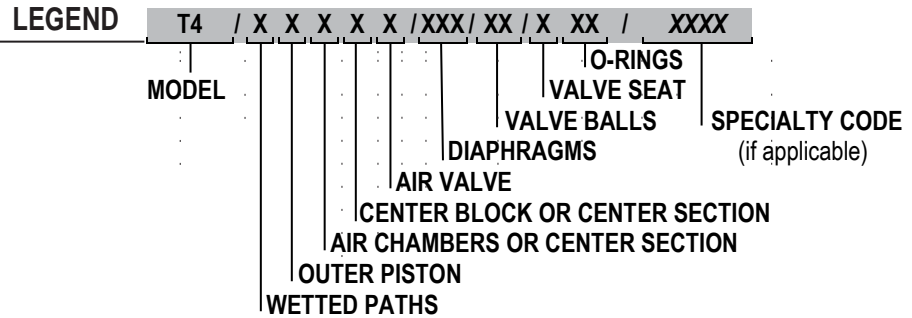 LEGEND T4 / X X X X X / XXX / XX / X XX / XXXX
O-RINGS
MODEL VALVE SEAT
VALVE BALLS SPECIALTY CODE
DIAPHRAGMS (if applicable)
AIR VALVE
CENTER BLOCK OR CENTER SECTION
AIR CHAMBERS OR CENTER SECTION
OUTER PISTON
WETTED PATHS